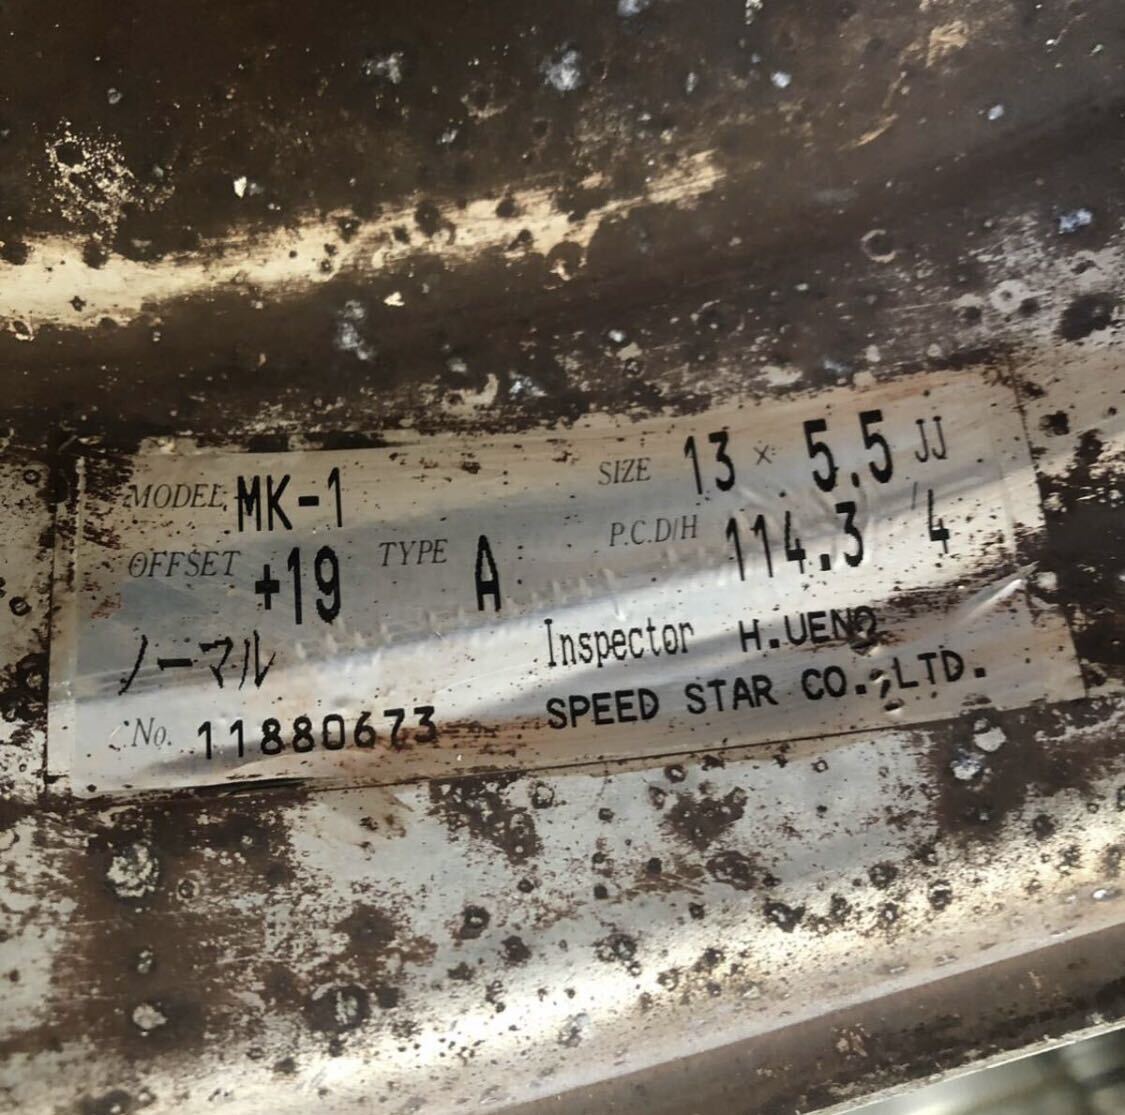 MODEL MK-1 SIZE 13 × 5.5 JJ
OFFSET +19 TYPE A P.C.D/H 114.3 / 4
ノーマル Inspector H.UENO
No. 11880673 SPEED STAR CO.,LTD.